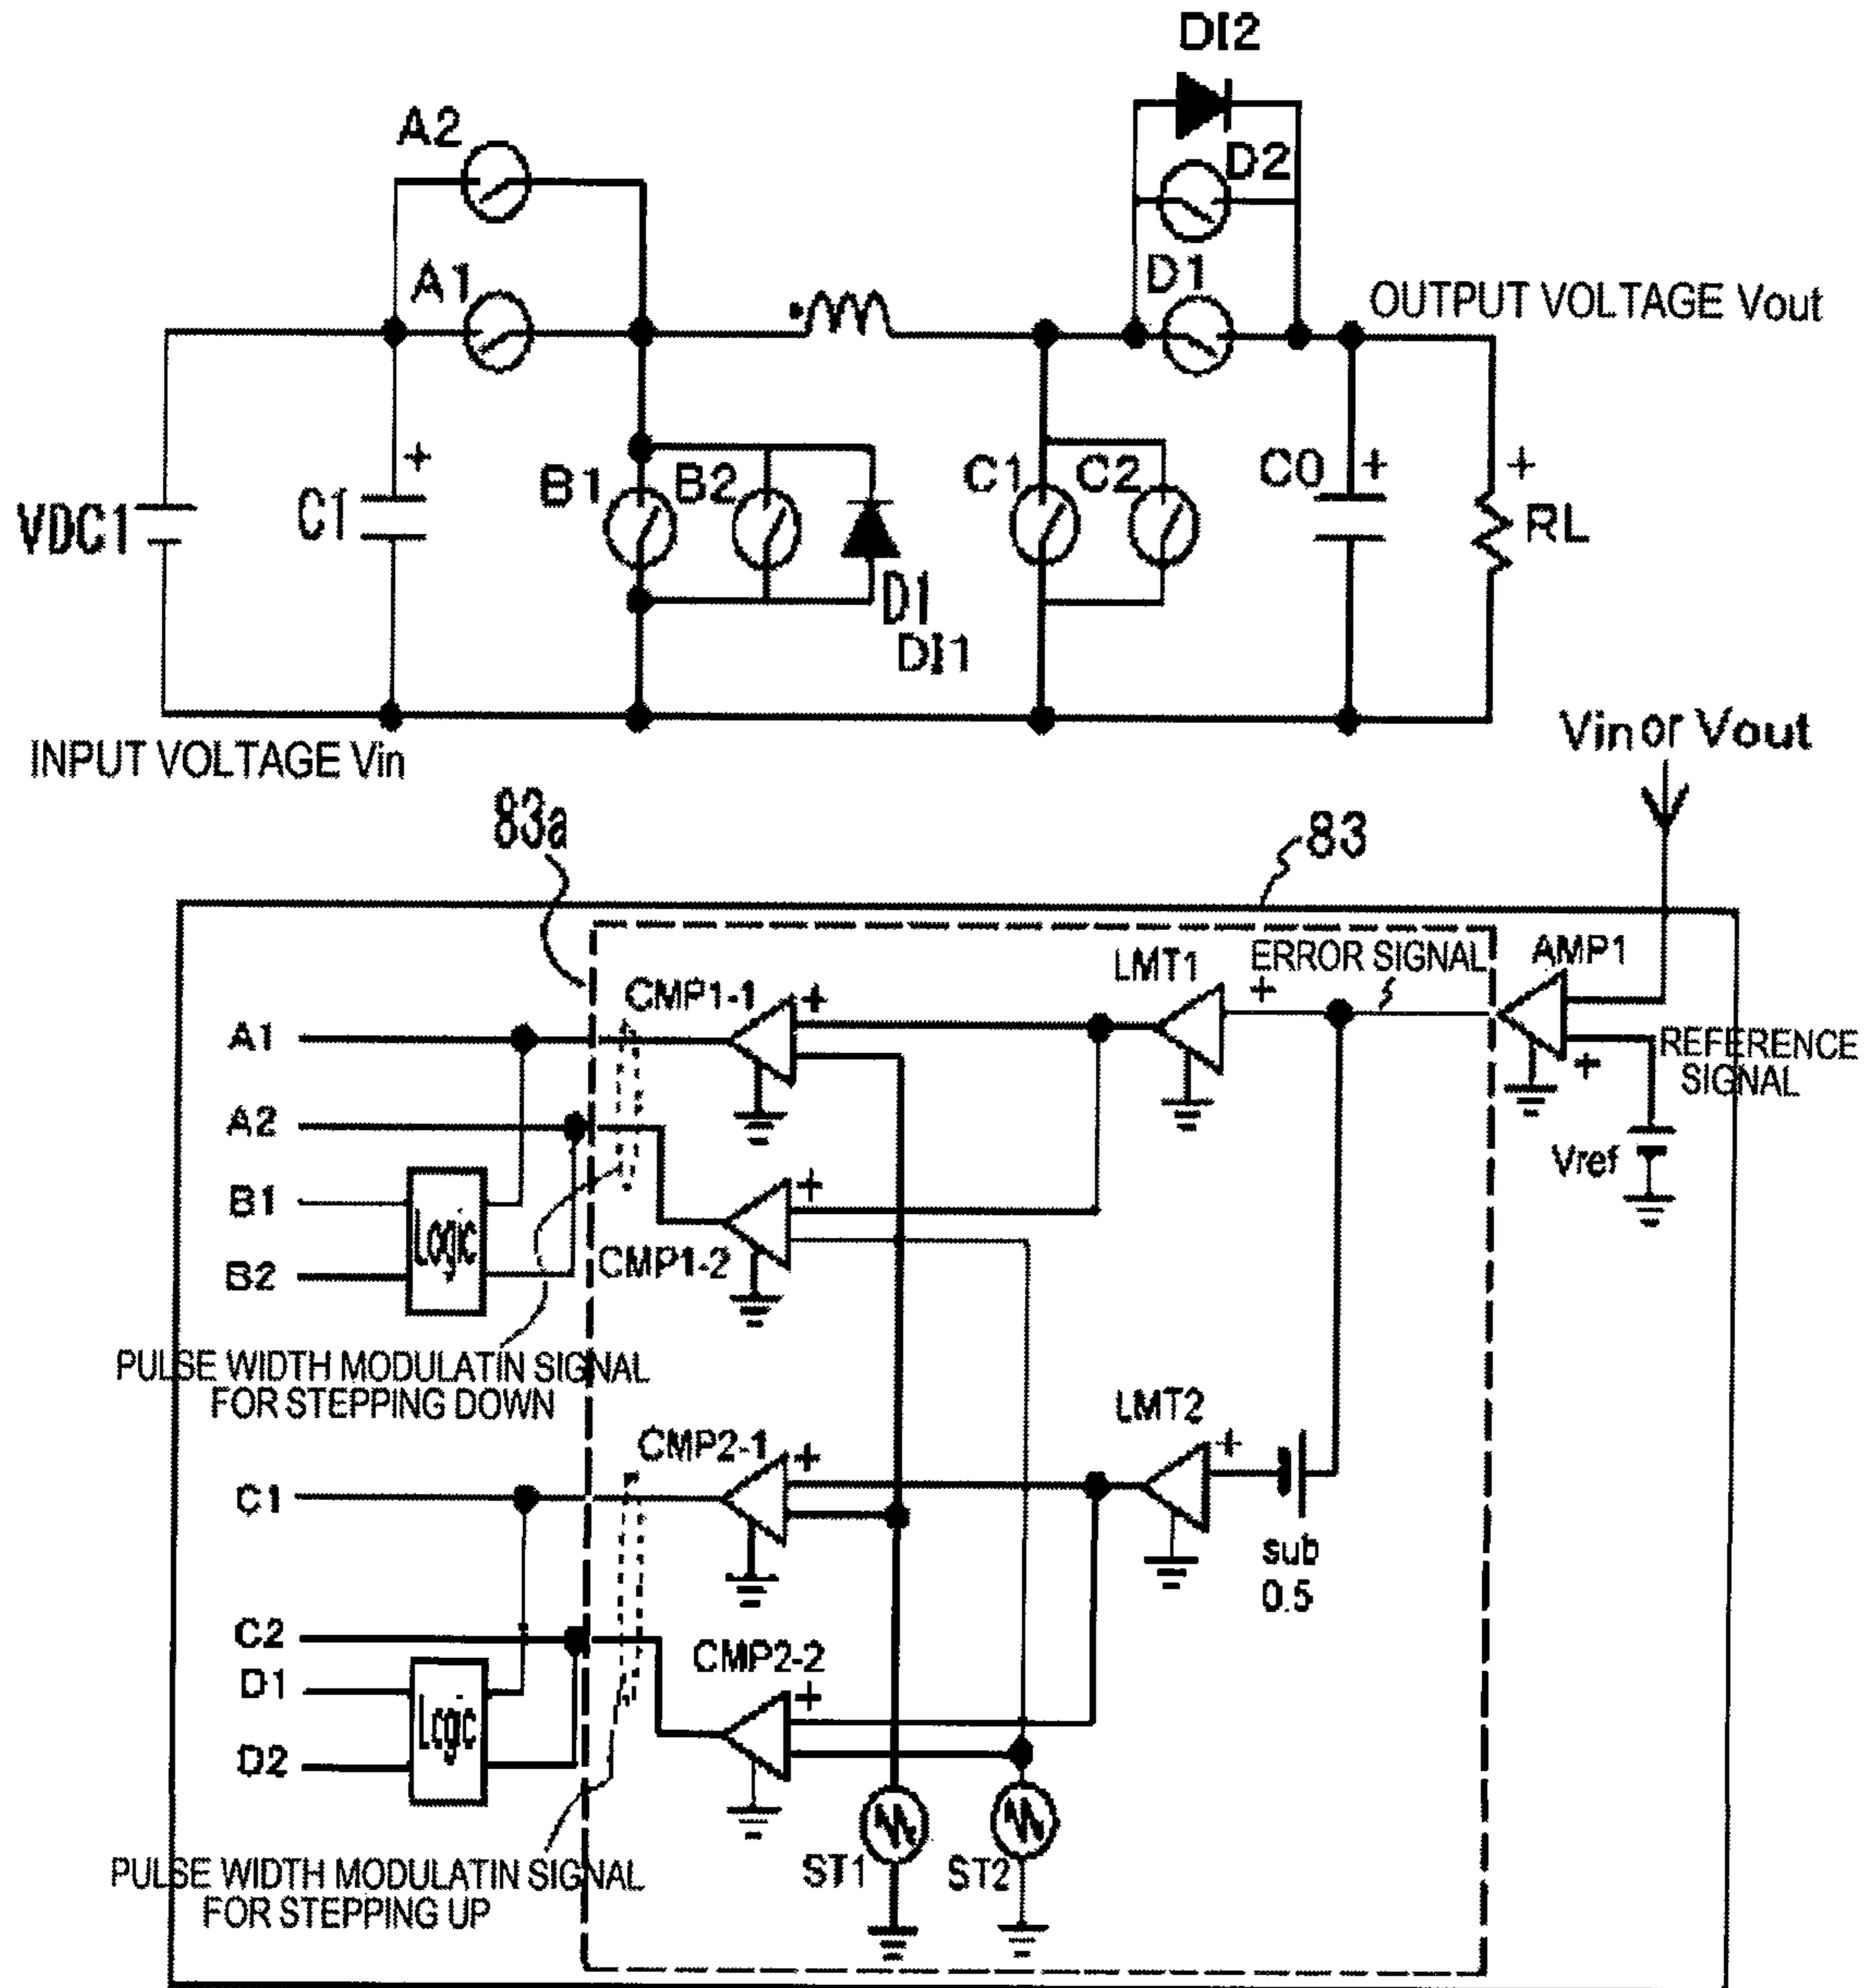 DI2
A2
D2
A1
D1
OUTPUT VOLTAGE Vout
+
+
+
VDC1
C1
B1
B2
D1
DI1
C1
C2
C0
RL
INPUT VOLTAGE Vin
Vin or Vout
83a
83
CMP1-1
+
LMT1
+
ERROR SIGNAL
AMP1
A1
REFERENCE
SIGNAL
+
A2
Vref
B1
Logic
+
B2
CMP1-2
PULSE WIDTH MODULATIN SIGNAL
FOR STEPPING DOWN
LMT2
+
CMP2-1
+
C1
sub
0.5
C2
CMP2-2
D1
Logic
+
D2
ST1
ST2
PULSE WIDTH MODULATIN SIGNAL
FOR STEPPING UP